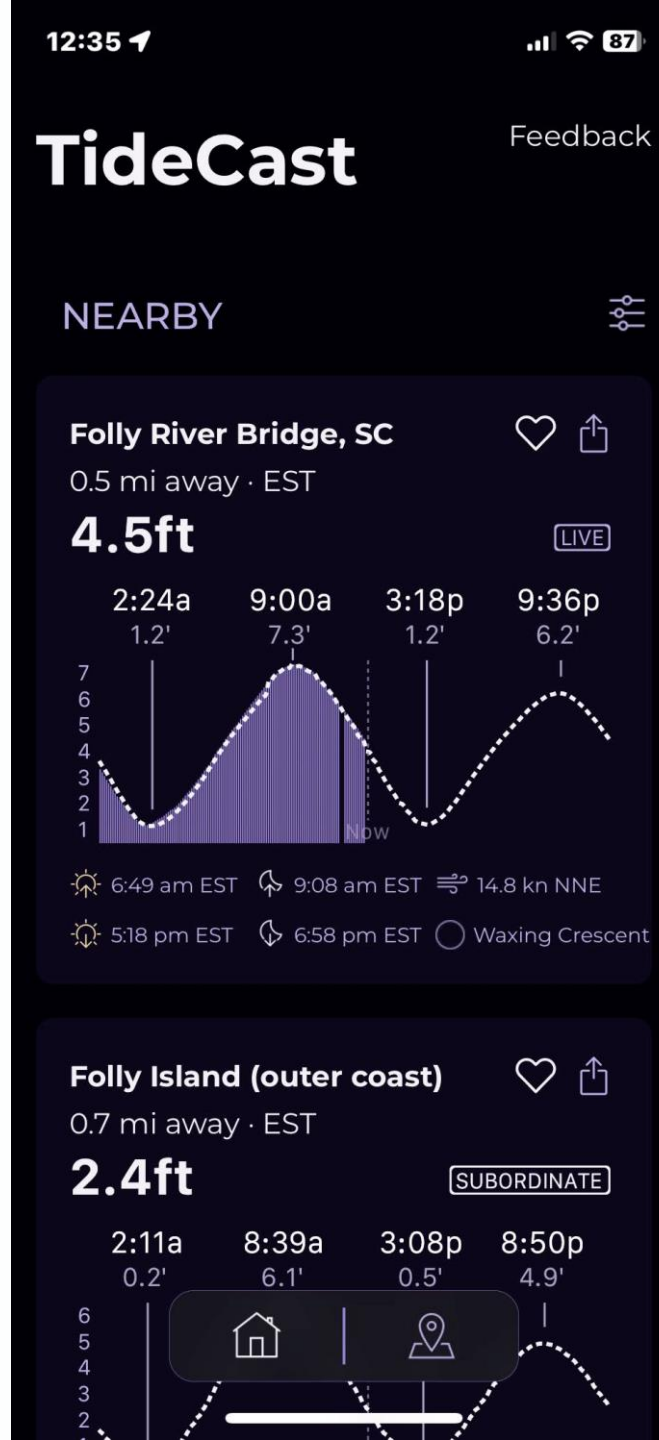 12:35
87
TideCast
Feedback
NEARBY
Folly River Bridge, SC
0.5 mi away · EST
4.5ft
LIVE
2:24a 9:00a 3:18p 9:36p
1.2' 7.3' 1.2' 6.2'
7
6
5
4
3
2
1
Now
6:49 am EST 9:08 am EST 14.8 kn NNE
5:18 pm EST 6:58 pm EST Waxing Crescent
Folly Island (outer coast)
0.7 mi away · EST
2.4ft
SUBORDINATE
2:11a 8:39a 3:08p 8:50p
0.2' 6.1' 0.5' 4.9'
6
5
4
3
2